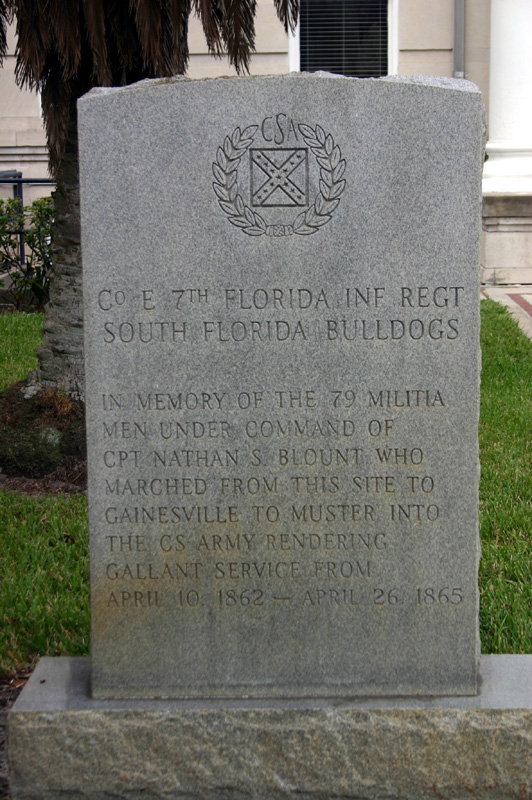 CSA
Cº E 7TH FLORIDA INF REGT
SOUTH FLORIDA BULLDOGS
IN MEMORY OF THE 79 MILITIA
MEN UNDER COMMAND OF
CPT NATHAN S. BLOUNT WHO
MARCHED FROM THIS SITE TO
GAINESVILLE TO MUSTER INTO
THE CS ARMY RENDERING
GALLANT SERVICE FROM
APRIL 10, 1862 — APRIL 26, 1865